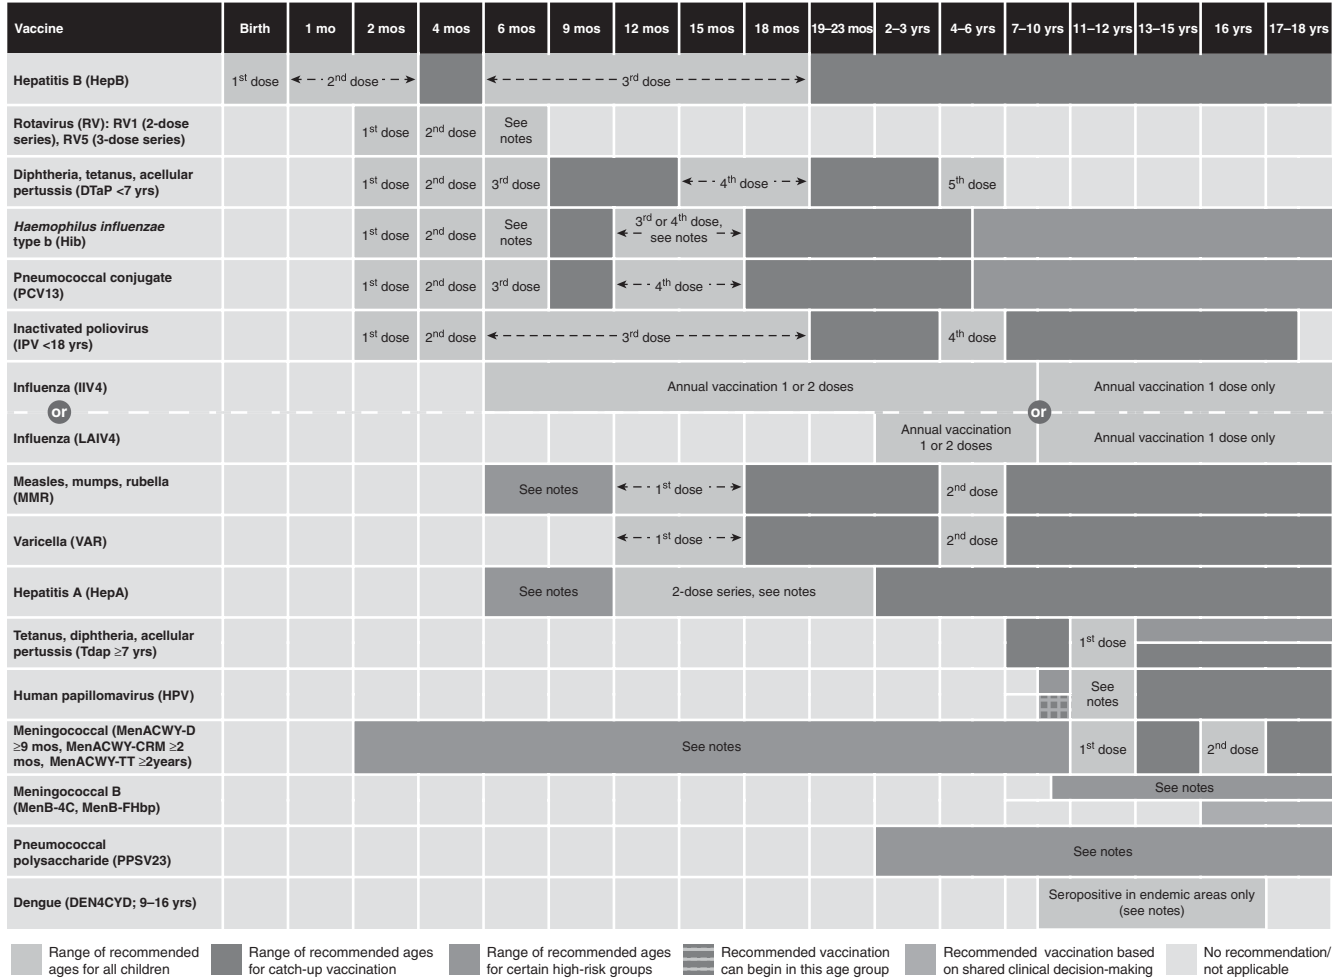 Vaccine Birth 1 mo 2 mos 4 mos 6 mos 9 mos 12 mos 15 mos 18 mos 19–23 mos 2–3 yrs 4–6 yrs 7–10 yrs 11–12 yrs 13–15 yrs 16 yrs 17–18 yrs
Hepatitis B (HepB) 1st dose 2nd dose 3rd dose
Rotavirus (RV): RV1 (2-dose
series), RV5 (3-dose series)
1st dose 2nd dose
See
notes
Diphtheria, tetanus, acellular
pertussis (DTaP <7 yrs)
1st dose 2nd dose 3rd dose 4th dose 5th dose
Haemophilus influenzae
type b (Hib)
1st dose 2nd dose
See
notes
3rd or 4th dose,
see notes
Pneumococcal conjugate
(PCV13)
1st dose 2nd dose 3rd dose 4th dose
Inactivated poliovirus
(IPV <18 yrs)
1st dose 2nd dose 3rd dose 4th dose
Influenza (IIV4) Annual vaccination 1 or 2 doses Annual vaccination 1 dose only
or or
Influenza (LAIV4)
Annual vaccination
1 or 2 doses
Annual vaccination 1 dose only
Measles, mumps, rubella
(MMR)
See notes 1st dose 2nd dose
Varicella (VAR) 1st dose 2nd dose
Hepatitis A (HepA) See notes 2-dose series, see notes
Tetanus, diphtheria, acellular
pertussis (Tdap ≥7 yrs)
1st dose
Human papillomavirus (HPV)
See
notes
Meningococcal (MenACWY-D
≥9 mos, MenACWY-CRM ≥2
mos, MenACWY-TT ≥2years)
See notes 1st dose 2nd dose
Meningococcal B
(MenB-4C, MenB-FHbp)
See notes
Pneumococcal
polysaccharide (PPSV23)
See notes
Dengue (DEN4CYD; 9–16 yrs)
Seropositive in endemic areas only
(see notes)
Range of recommended
ages for all children
Range of recommended ages
for catch-up vaccination
Range of recommended ages
for certain high-risk groups
Recommended vaccination
can begin in this age group
Recommended vaccination based
on shared clinical decision-making
No recommendation/
not applicable